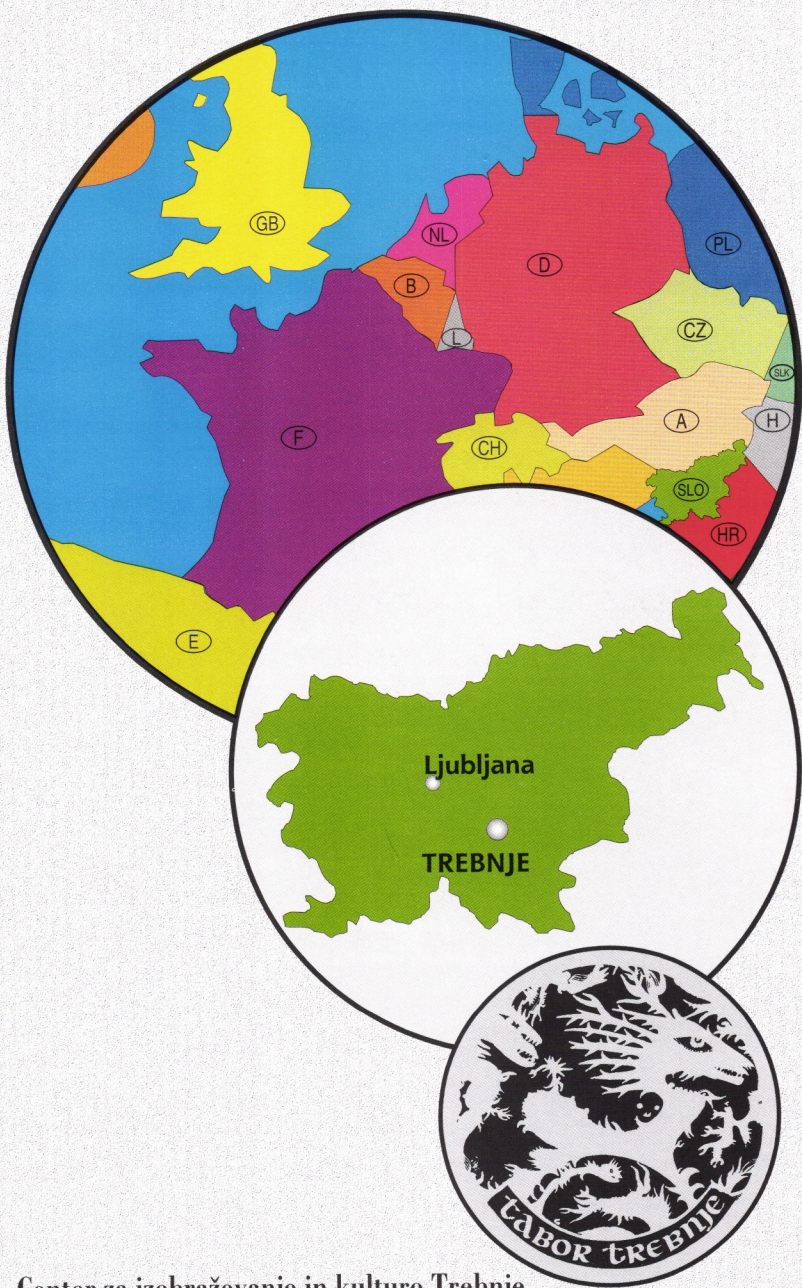 GB
NL
PL
D
B
CZ
L
SLK
A
H
F
CH
SLO
HR
E
Ljubljana
TREBNJE
TABOR TREBNJE
Center za izobraževanje in kulturo Trebnje